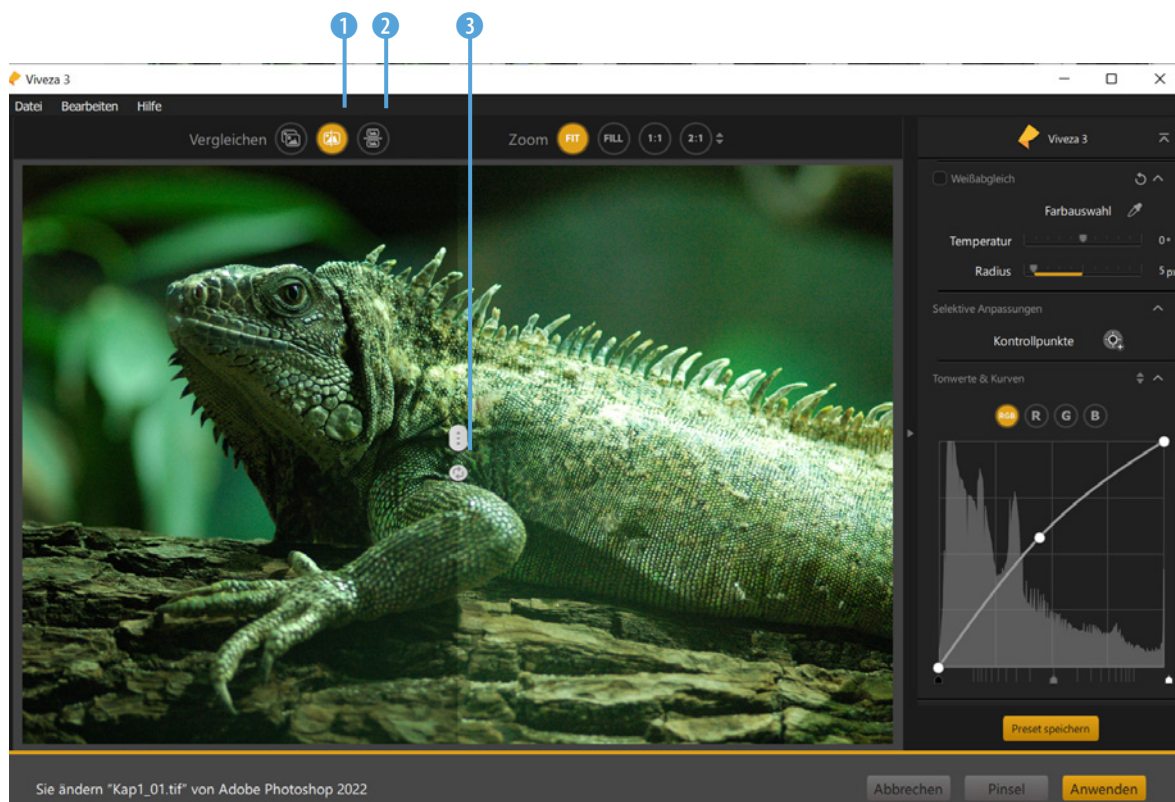 1 2 3
Viveza 3
Datei Bearbeiten Hilfe
Vergleichen Zoom FIT FILL 1:1 2:1
Viveza 3
Weißabgleich
Farbauswahl
Temperatur 0°
Radius 5 px
Selektive Anpassungen
Kontrollpunkte
Tonwerte & Kurven
RGB R G B
Preset speichern
Sie ändern "Kap1_01.tif" von Adobe Photoshop 2022 Abbrechen Pinsel Anwenden